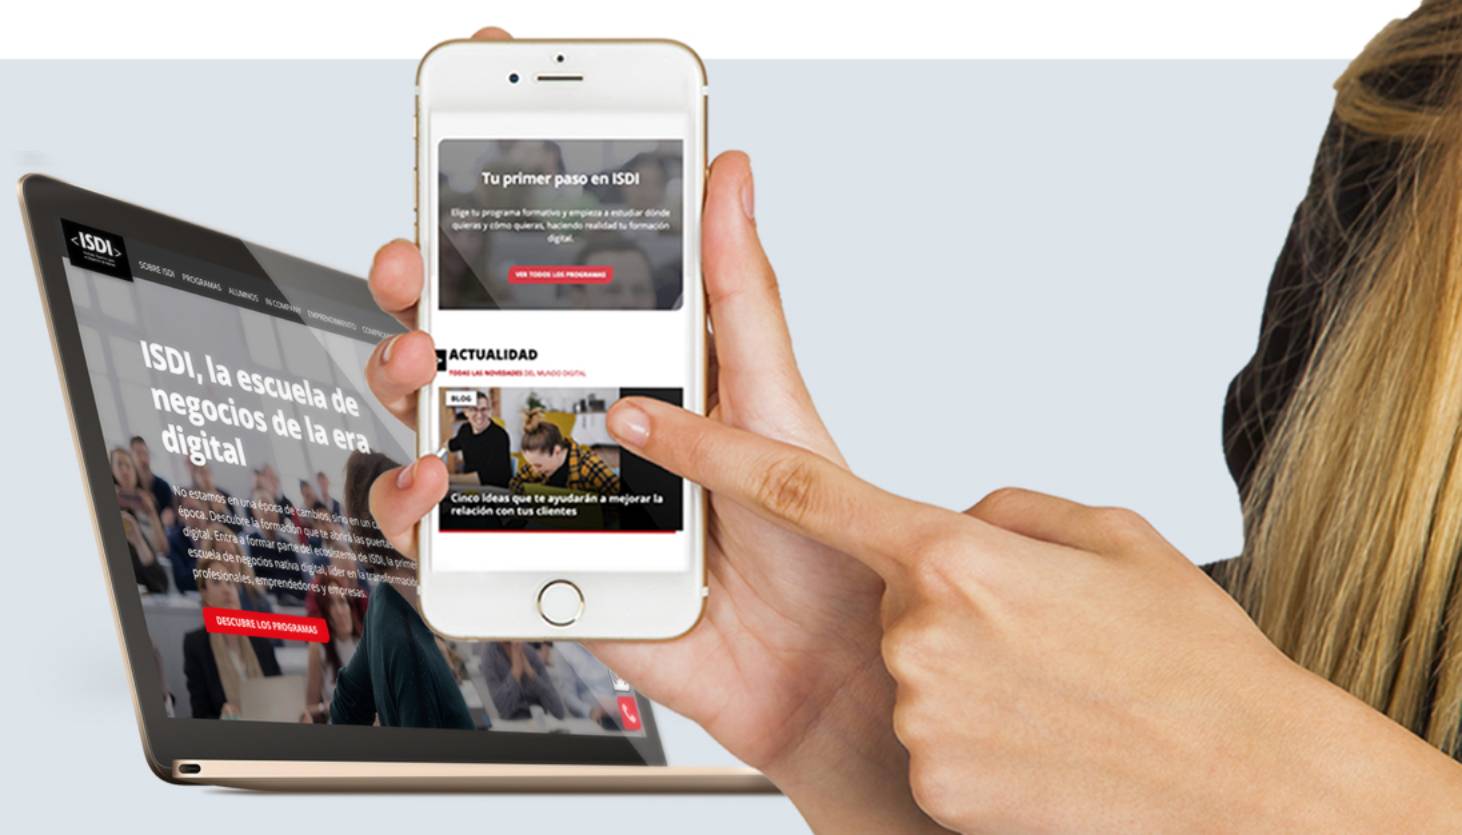 <ISDI>
SOBRE ISDI PROGRAMAS ALUMNOS IN COMPANY EMPRENDIMIENTO
ISDI, la escuela de
negocios de la era
digital
No estamos en una época de cambios, sino en un
época. Descubre la formación que te abrirá las puertas
digital. Entra a formar parte del ecosistema de ISDI, la
escuela de negocios nativa digital, líder en la transformación
profesionales, emprendedores y empresas.
DESCUBRE LOS PROGRAMAS
Tu primer paso en ISDI
Elige tu programa formativo y empieza a estudiar dónde
quieras y cómo quieras, haciendo realidad tu formación
digital.
VER TODOS LOS PROGRAMAS
ACTUALIDAD
TODAS LAS NOVEDADES DEL MUNDO DIGITAL
BLOG
Cinco ideas que te ayudarán a mejorar la
relación con tus clientes